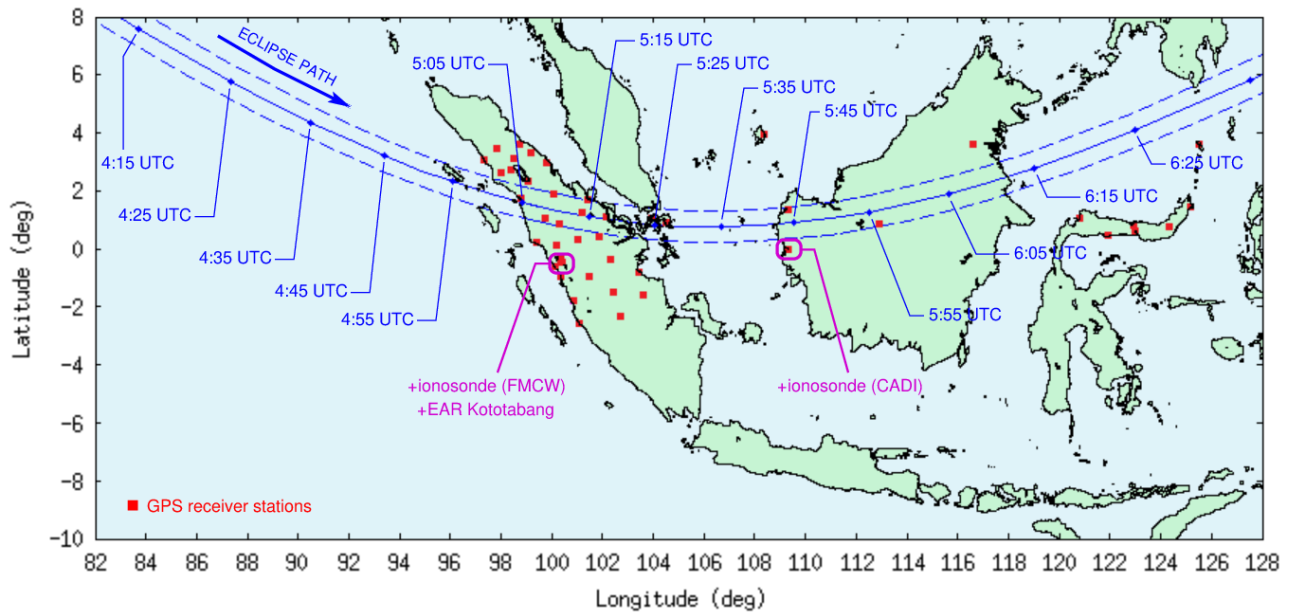 8
6
4
2
0
-2
-4
-6
-8
-10
Latitude (deg)
ECLIPSE PATH
4:15 UTC
4:25 UTC
4:35 UTC
4:45 UTC
4:55 UTC
5:05 UTC
5:15 UTC
5:25 UTC
5:35 UTC
5:45 UTC
5:55 UTC
6:05 UTC
6:15 UTC
6:25 UTC
+ionosonde (FMCW)
+EAR Kototabang
+ionosonde (CADI)
GPS receiver stations
82 84 86 88 90 92 94 96 98 100 102 104 106 108 110 112 114 116 118 120 122 124 126 128
Longitude (deg)